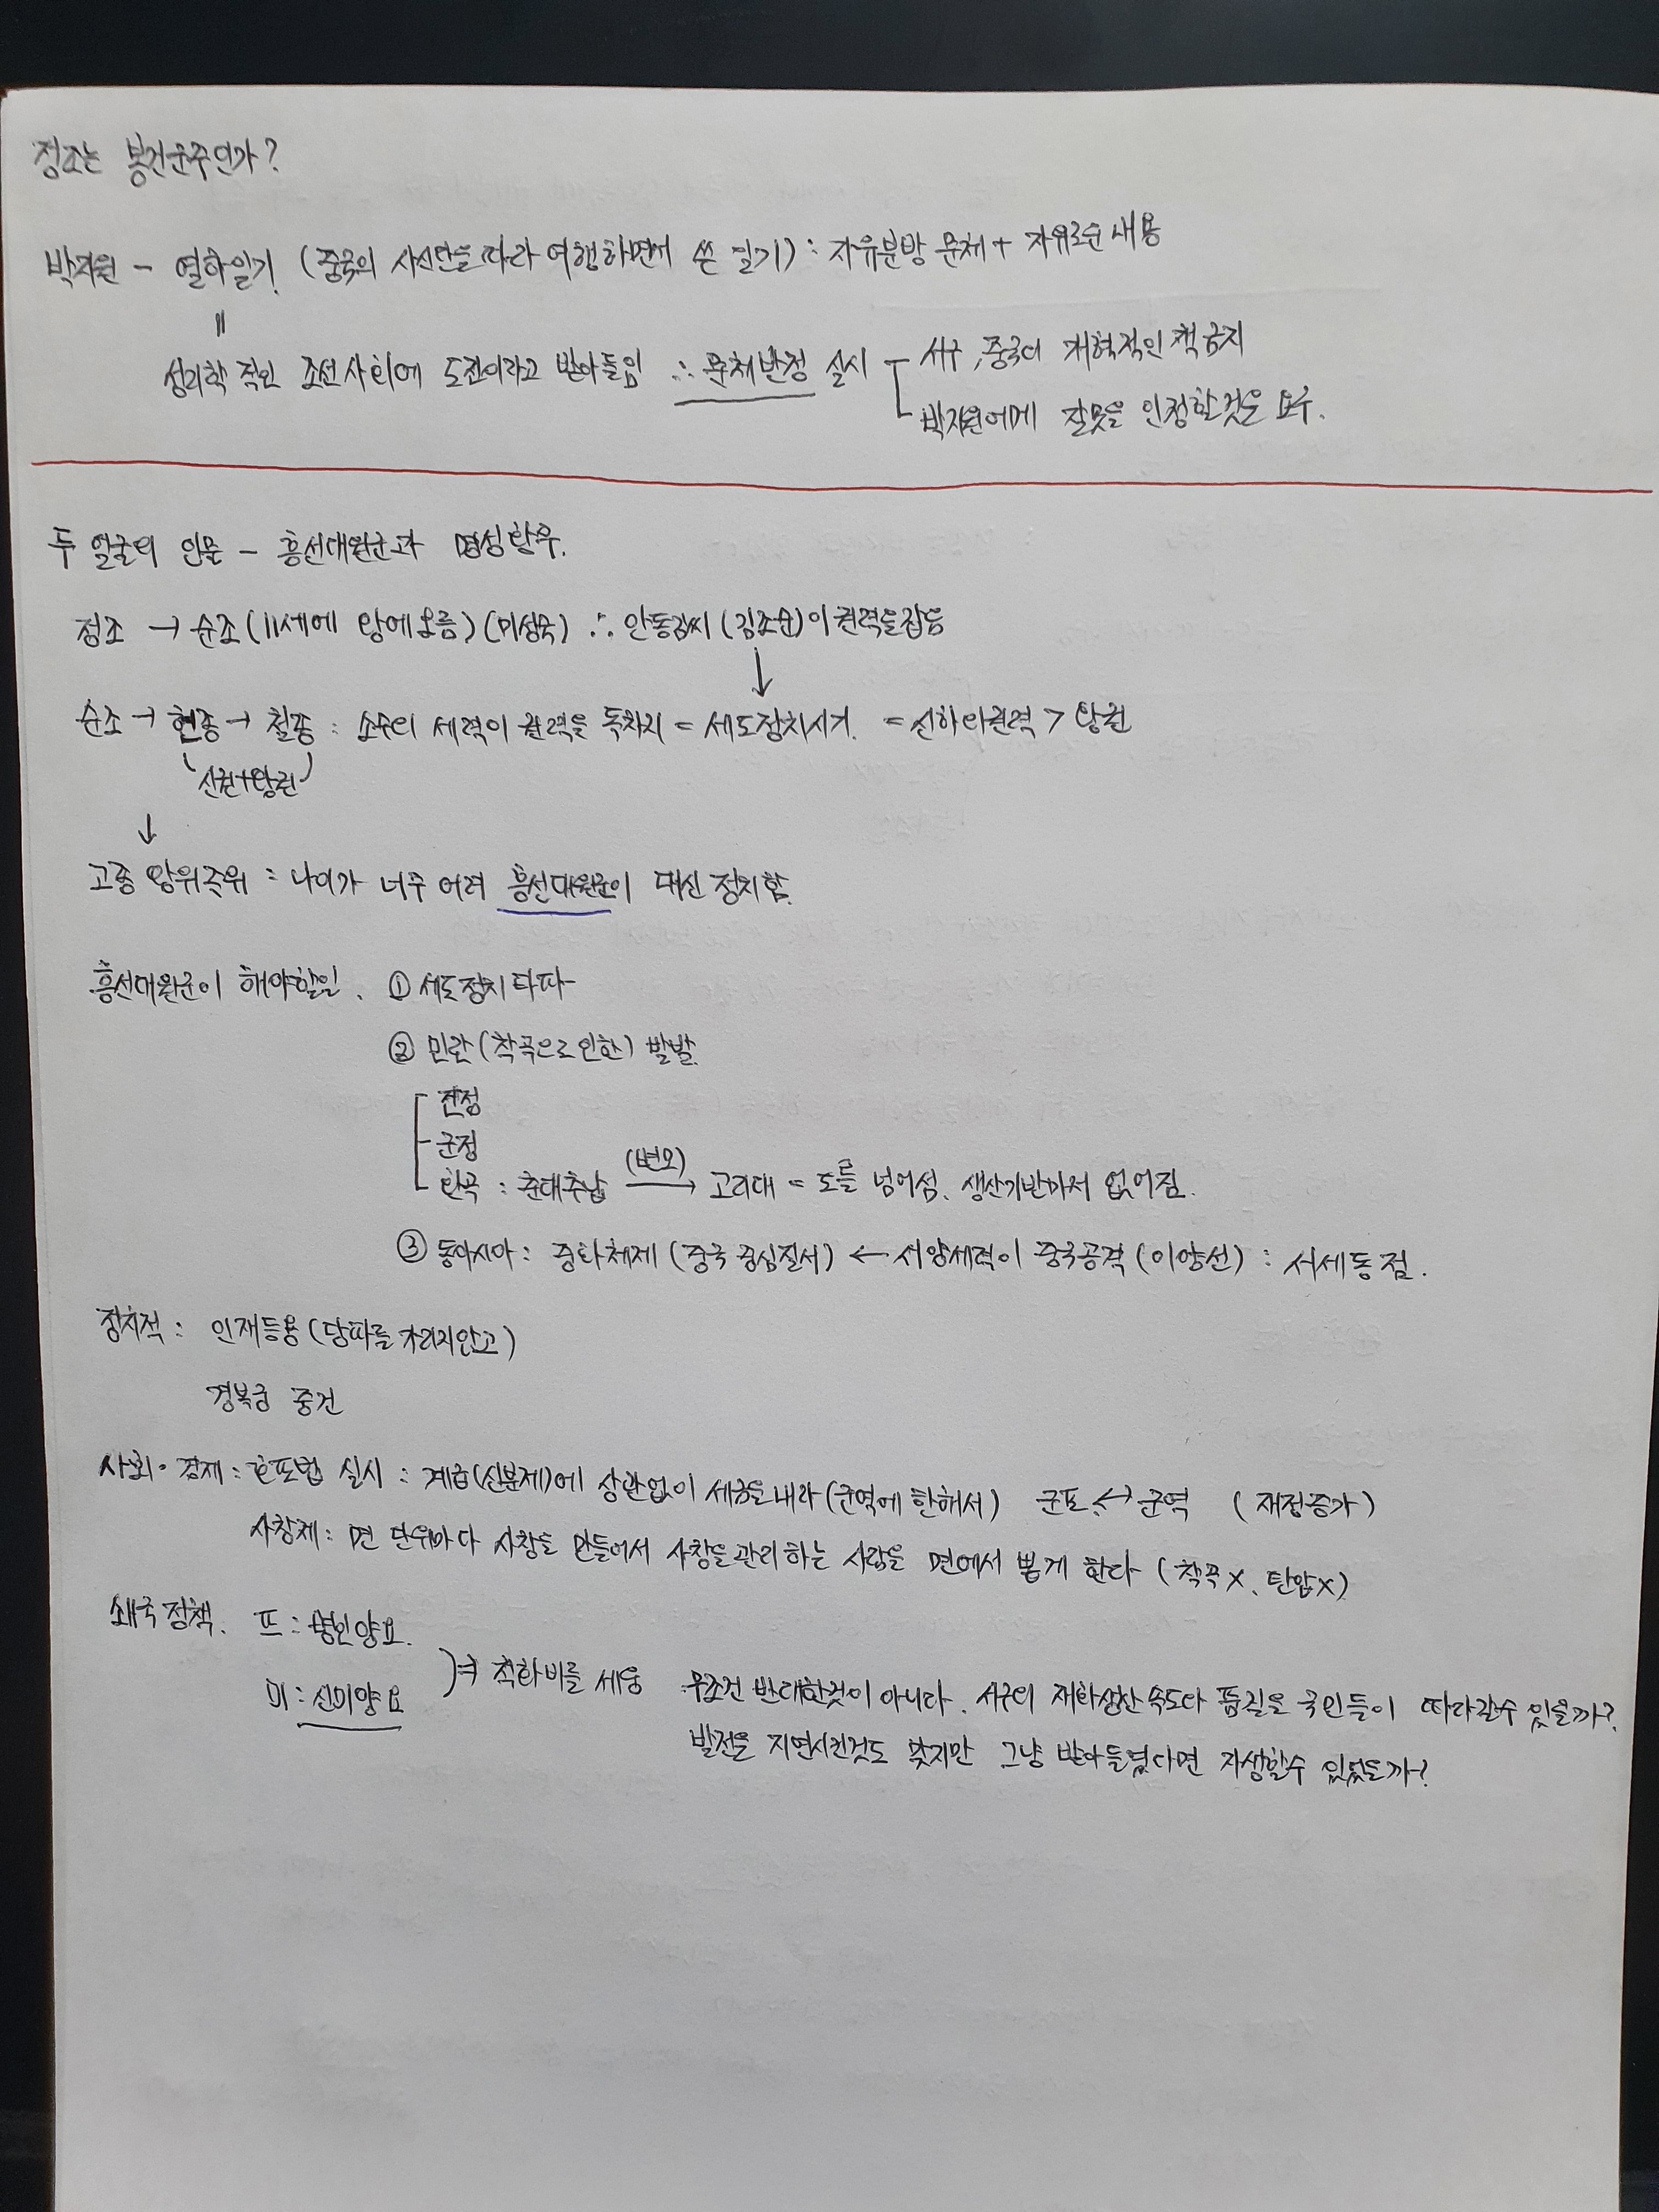 정조는 봉건군주인가?
박지원 - 열하일기 (중국의 사신단을 따라 여행하면서 쓴 일기) : 자유분방 문체 + 자유로운 내용
=
성리학적인 조선사회에 도전이라고 받아들임 ∴ 문체반정 실시 - 서구, 중국의 개혁적인 책 금지
박지원에게 잘못을 인정할것을 요구.
두 얼굴의 인물 - 흥선대원군과 명성황후.
정조 → 순조 (11세에 왕에오름) (미성숙) ∴ 안동김씨 (김조순)이 권력을잡음
↓
순조 → 현종 → 철종 : 소수의 세력이 권력을 독차지 = 세도정치시기. = 신하의권력 > 왕권
신권+왕권
↓
고종 왕위즉위 : 나이가 너무 어려 흥선대원군이 대신 정치함.
흥선대원군이 해야할일. ① 세도정치 타파
② 민란 (착곡으로 인한) 발발.
전정
군정
환곡 : 춘대추납 (변모) → 고리대 = 도를 넘어섬. 생산기반마저 없어짐.
③ 동아시아 : 중화체제 (중국 중심질서) ← 서양세력이 중국공격 (이양선) : 서세동점.
정치적 : 인재등용 (당파를 가리지않고)
경복궁 중건
사회·경제 : 호포법 실시 : 계급(신분제)에 상관없이 세금을내라 (군역에 한해서) 군포 ↔ 군역 (재정증가)
사창제 : 면 단위마다 사창을 만들어서 사창을관리하는 사람을 면에서 뽑게 한다 (착곡X, 탄압X)
쇄국정책. 프 : 병인양요.
미 : 신미양요
⇒ 척화비를 세움 무조건 반대한것이 아니다. 서구의 재화생산 속도나 품질을 국민들이 따라갈수 있을까?
발전을 지연시킨것도 맞지만 그냥 받아들였다면 자생할수 있었을까?